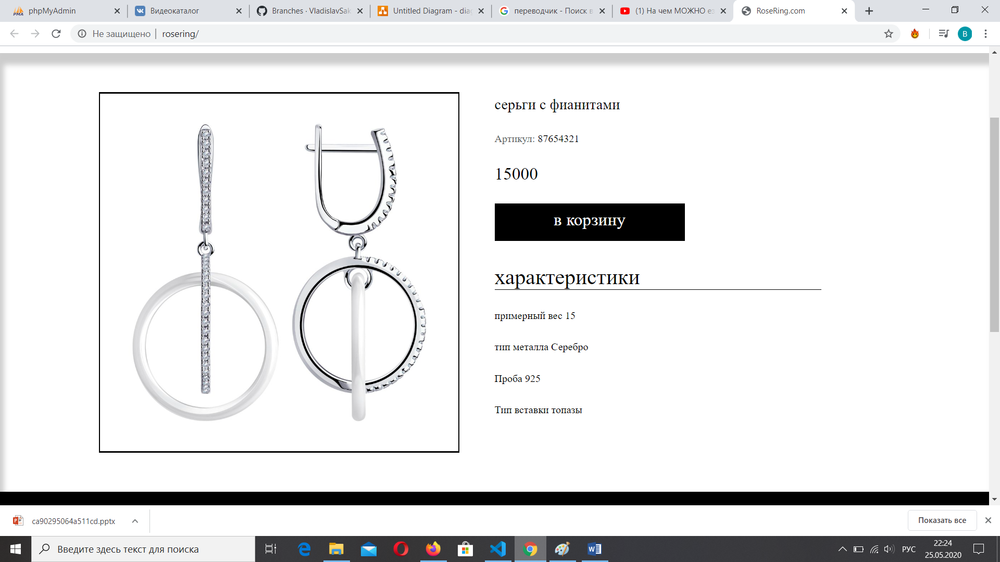 phpMyAdmin
Видеокаталог
Branches · VladislavSak
Untitled Diagram - diag
переводчик - Поиск в
(1) На чем МОЖНО ез
RoseRing.com
Не защищено
rosering/
B
серьги с фианитами
Артикул: 87654321
15000
в корзину
характеристики
примерный вес 15
тип металла Серебро
Проба 925
Тип вставки топазы
ca90295064a511cd.pptx
Показать все
Введите здесь текст для поиска
РУС
22:24
25.05.2020